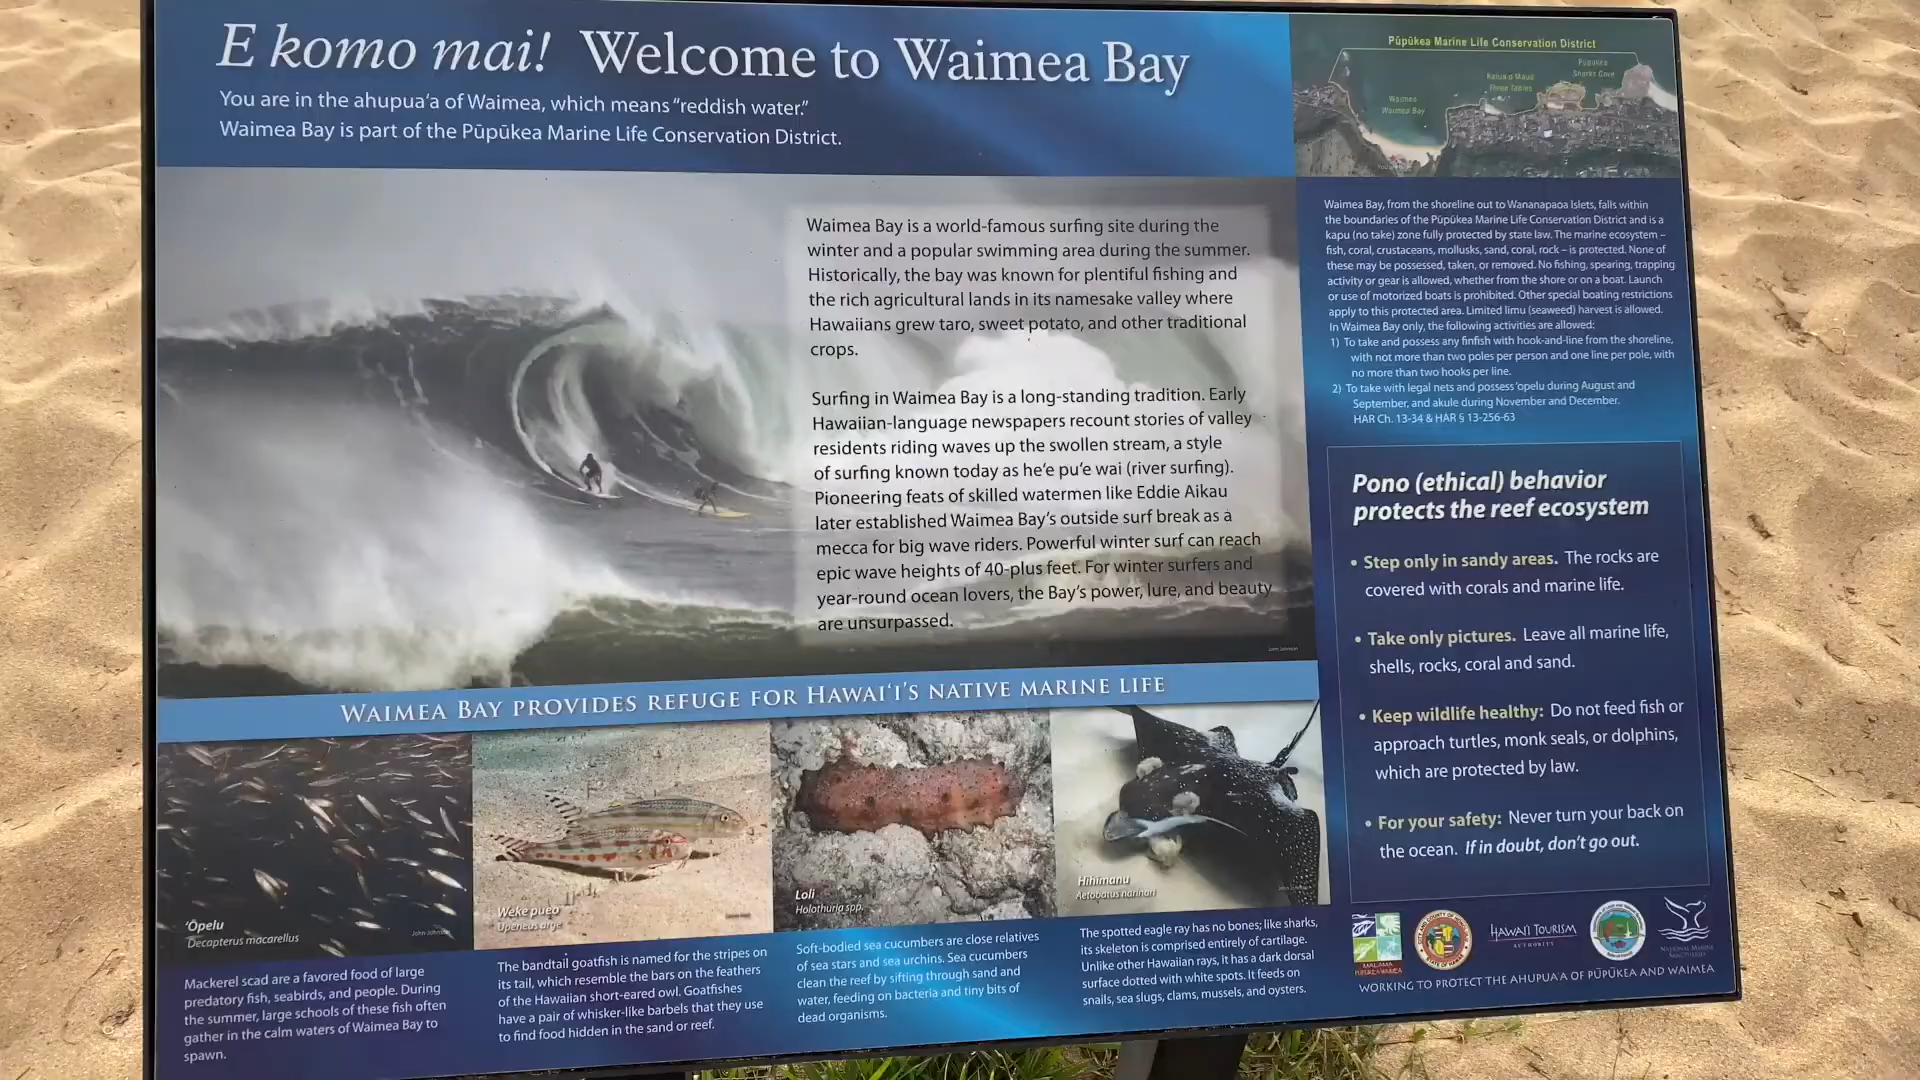 E komo mai! Welcome to Waimea Bay
You are in the ahupua‘a of Waimea, which means “reddish water.”
Waimea Bay is part of the Pūpūkea Marine Life Conservation District.
Pūpūkea Marine Life Conservation District
Pūpūkea
Sharks Cove
Three Tables
Waimea
Waimea Bay
Waimea Bay is a world-famous surfing site during the
winter and a popular swimming area during the summer.
Historically, the bay was known for plentiful fishing and
the rich agricultural lands in its namesake valley where
Hawaiians grew taro, sweet potato, and other traditional
crops.
Surfing in Waimea Bay is a long-standing tradition. Early
Hawaiian-language newspapers recount stories of valley
residents riding waves up the swollen stream, a style
of surfing known today as he‘e pu‘e wai (river surfing).
Pioneering feats of skilled watermen like Eddie Aikau
later established Waimea Bay’s outside surf break as a
mecca for big wave riders. Powerful winter surf can reach
epic wave heights of 40-plus feet. For winter surfers and
year-round ocean lovers, the Bay’s power, lure, and beauty
are unsurpassed.
John Johnson
Waimea Bay, from the shoreline out to Wananapaoa Islets, falls within
the boundaries of the Pūpūkea Marine Life Conservation District and is a
kapu (no take) zone fully protected by state law. The marine ecosystem –
fish, coral, crustaceans, mollusks, sand, coral, rock – is protected. None of
these may be possessed, taken, or removed. No fishing, spearing, trapping
activity or gear is allowed, whether from the shore or on a boat. Launch
or use of motorized boats is prohibited. Other special boating restrictions
apply to this protected area. Limited limu (seaweed) harvest is allowed.
In Waimea Bay only, the following activities are allowed:
1) To take and possess any finfish with hook-and-line from the shoreline,
with not more than two poles per person and one line per pole, with
no more than two hooks per line.
2) To take with legal nets and possess ‘opelu during August and
September, and akule during November and December.
HAR Ch. 13-34 & HAR § 13-256-63
Pono (ethical) behavior
protects the reef ecosystem
• Step only in sandy areas. The rocks are
covered with corals and marine life.
• Take only pictures. Leave all marine life,
shells, rocks, coral and sand.
• Keep wildlife healthy: Do not feed fish or
approach turtles, monk seals, or dolphins,
which are protected by law.
• For your safety: Never turn your back on
the ocean. If in doubt, don’t go out.
WAIMEA BAY PROVIDES REFUGE FOR HAWAI‘I’S NATIVE MARINE LIFE
‘Ōpelu
Decapterus macarellus
John Johnson
Mackerel scad are a favored food of large
predatory fish, seabirds, and people. During
the summer, large schools of these fish often
gather in the calm waters of Waimea Bay to
spawn.
Weke pueo
Upeneus arge
The bandtail goatfish is named for the stripes on
its tail, which resemble the bars on the feathers
of the Hawaiian short-eared owl. Goatfishes
have a pair of whisker-like barbels that they use
to find food hidden in the sand or reef.
Loli
Holothuria spp.
Soft-bodied sea cucumbers are close relatives
of sea stars and sea urchins. Sea cucumbers
clean the reef by sifting through sand and
water, feeding on bacteria and tiny bits of
dead organisms.
Hihimanu
Aetobatus narinari
The spotted eagle ray has no bones; like sharks,
its skeleton is comprised entirely of cartilage.
Unlike other Hawaiian rays, it has a dark dorsal
surface dotted with white spots. It feeds on
snails, sea slugs, clams, mussels, and oysters.
MALAMA
PUPUKEA-WAIMEA
HAWAI‘I TOURISM
AUTHORITY
NATIONAL MARINE
SANCTUARIES
WORKING TO PROTECT THE AHUPUA‘A OF PŪPŪKEA AND WAIMEA